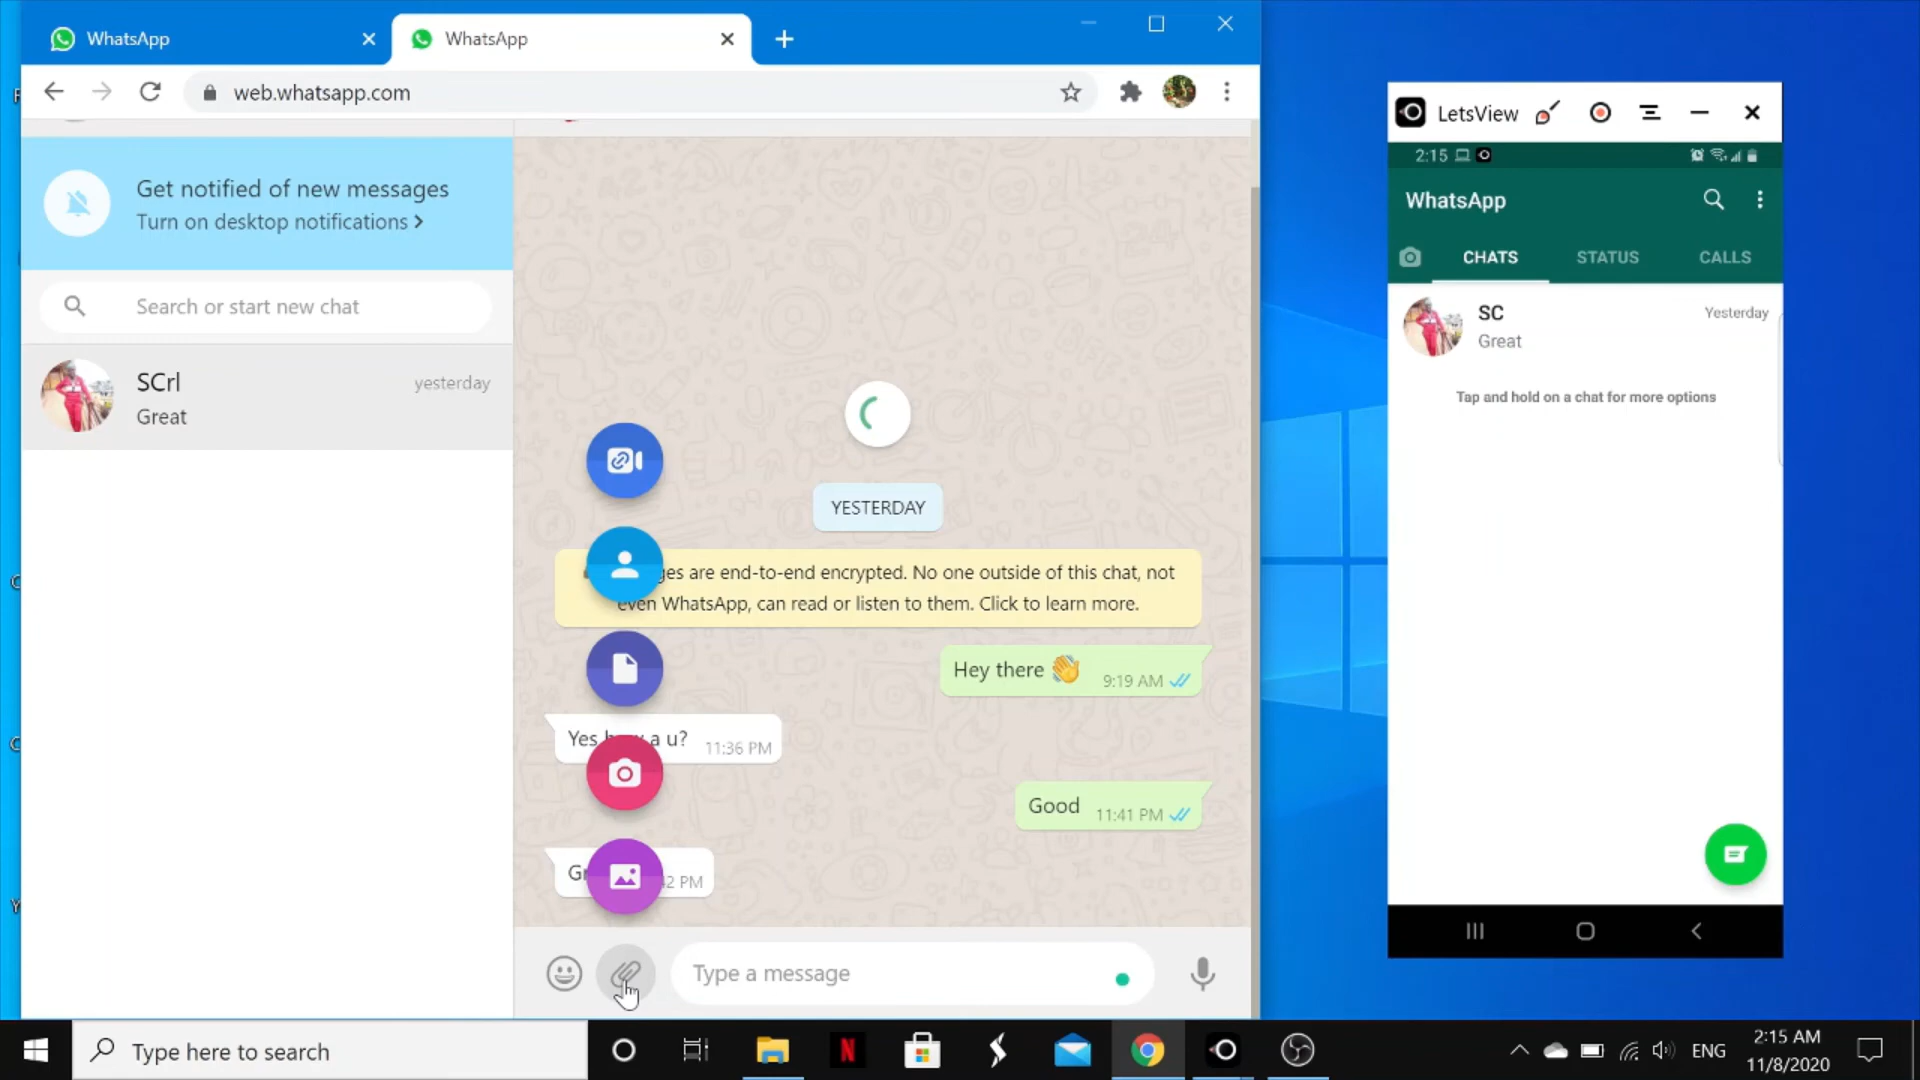 WhatsApp
WhatsApp
web.whatsapp.com
Get notified of new messages
Turn on desktop notifications >
Search or start new chat
SCrl
yesterday
Great
YESTERDAY
are end-to-end encrypted. No one outside of this chat, not
even WhatsApp, can read or listen to them. Click to learn more.
Hey there 👋 9:19 AM
Yes a u? 11:36 PM
Good 11:41 PM
PM
Type a message
LetsView
2:15
WhatsApp
CHATS
STATUS
CALLS
SC
Yesterday
Great
Tap and hold on a chat for more options
Type here to search
ENG
2:15 AM
11/8/2020